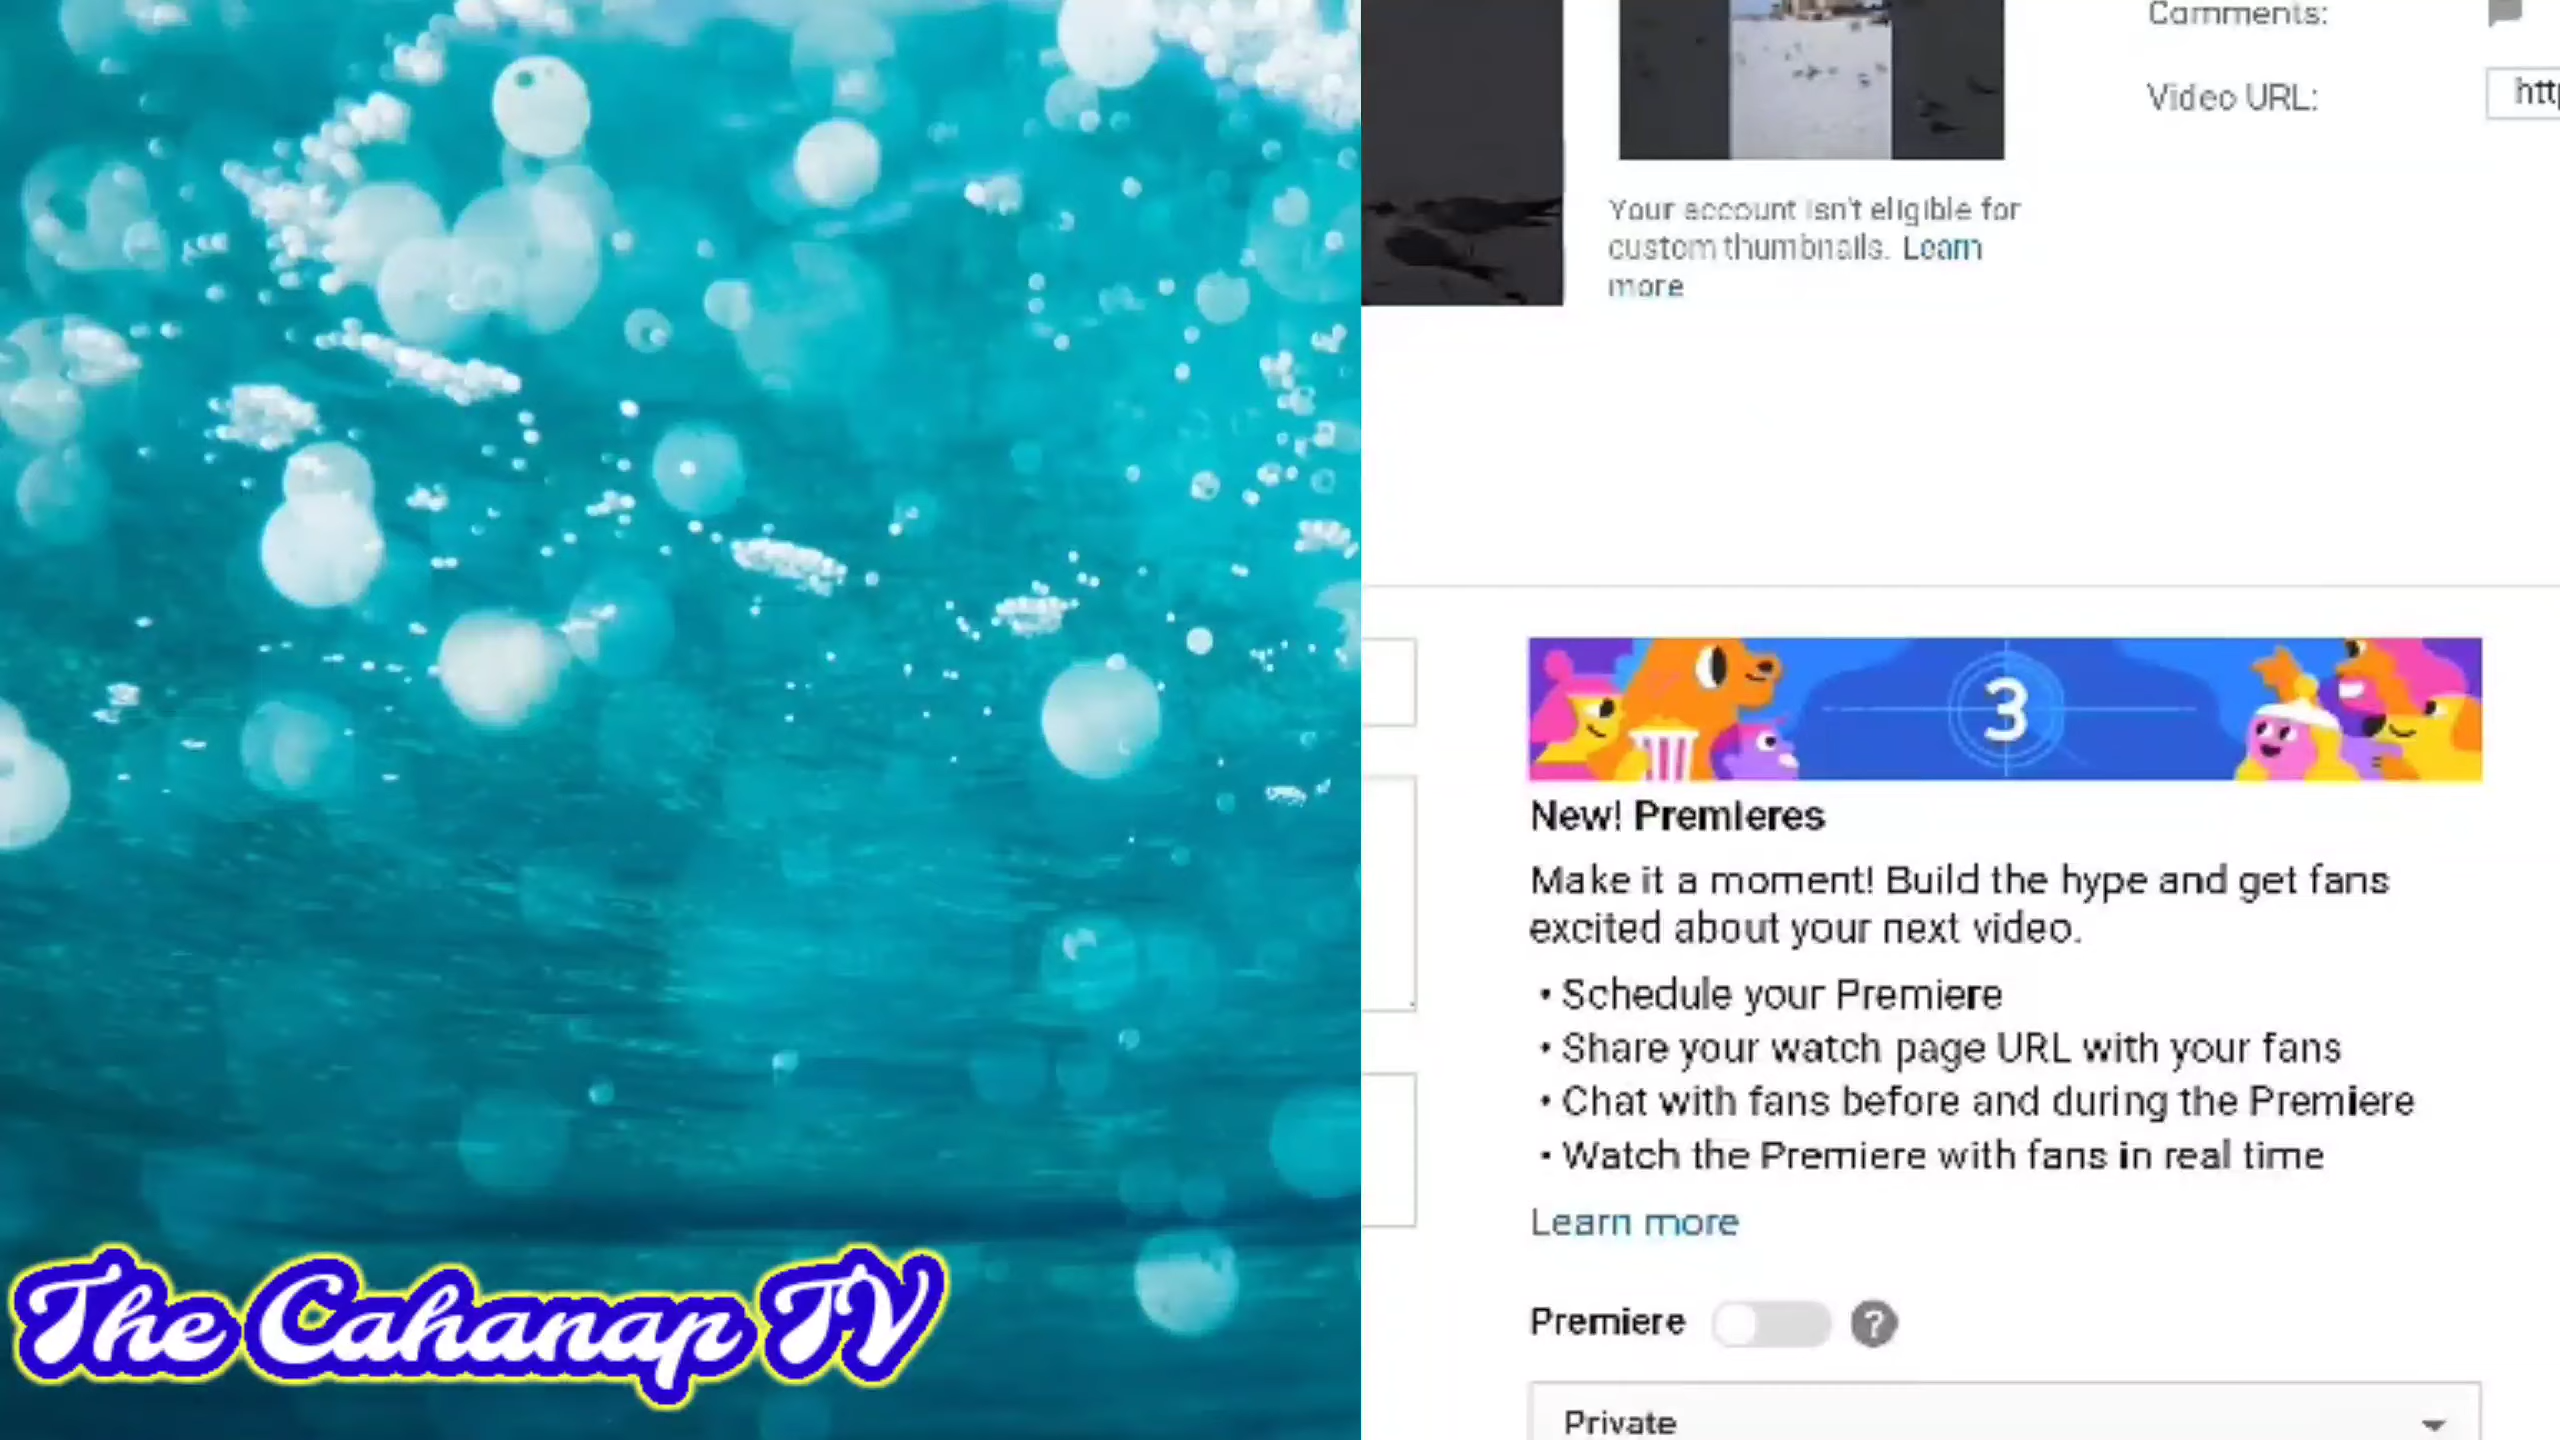 The Cahanap TV
Comments:
Video URL:
Your account isn't eligible for
custom thumbnails. Learn
more
3
New! Premieres
Make it a moment! Build the hype and get fans
excited about your next video.
• Schedule your Premiere
• Share your watch page URL with your fans
• Chat with fans before and during the Premiere
• Watch the Premiere with fans in real time
Learn more
Premiere ?
Private